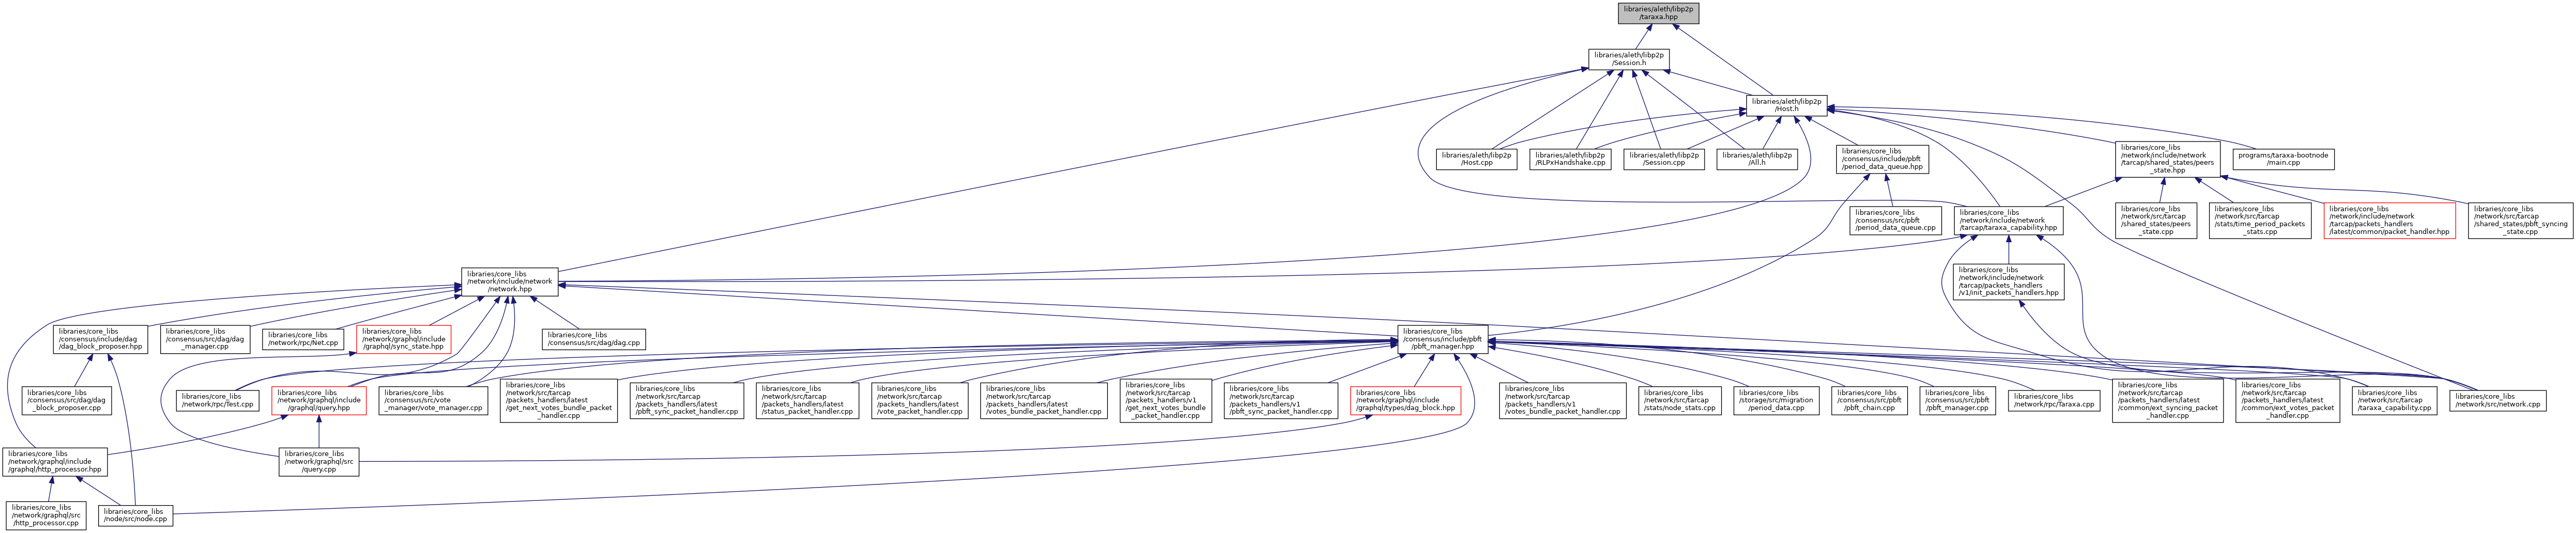 libraries/aleth/libp2p
/taraxa.hpp
libraries/aleth/libp2p
/Session.h
libraries/aleth/libp2p
/Host.h
libraries/aleth/libp2p
/Host.cpp
libraries/aleth/libp2p
/RLPxHandshake.cpp
libraries/aleth/libp2p
/Session.cpp
libraries/aleth/libp2p
/All.h
libraries/core_libs
/consensus/include/pbft
/period_data_queue.hpp
libraries/core_libs
/network/include/network
/tarcap/shared_states/peers
_state.hpp
programs/taraxa-bootnode
/main.cpp
libraries/core_libs
/consensus/src/pbft
/period_data_queue.cpp
libraries/core_libs
/network/include/network
/tarcap/taraxa_capability.hpp
libraries/core_libs
/network/src/tarcap
/shared_states/peers
_state.cpp
libraries/core_libs
/network/src/tarcap
/stats/time_period_packets
_stats.cpp
libraries/core_libs
/network/include/network
/tarcap/packets_handlers
/latest/common/packet_handler.hpp
libraries/core_libs
/network/src/tarcap
/shared_states/pbft_syncing
_state.cpp
libraries/core_libs
/network/include/network
/network.hpp
libraries/core_libs
/network/include/network
/tarcap/packets_handlers
/v1/init_packets_handlers.hpp
libraries/core_libs
/consensus/include/dag
/dag_block_proposer.hpp
libraries/core_libs
/consensus/src/dag/dag
_manager.cpp
libraries/core_libs
/network/rpc/Net.cpp
libraries/core_libs
/network/graphql/include
/graphql/sync_state.hpp
libraries/core_libs
/consensus/src/dag/dag.cpp
libraries/core_libs
/consensus/include/pbft
/pbft_manager.hpp
libraries/core_libs
/consensus/src/dag/dag
_block_proposer.cpp
libraries/core_libs
/network/rpc/Test.cpp
libraries/core_libs
/network/graphql/include
/graphql/query.hpp
libraries/core_libs
/consensus/src/vote
_manager/vote_manager.cpp
libraries/core_libs
/network/src/tarcap
/packets_handlers/latest
/get_next_votes_bundle_packet
_handler.cpp
libraries/core_libs
/network/src/tarcap
/packets_handlers/latest
/pbft_sync_packet_handler.cpp
libraries/core_libs
/network/src/tarcap
/packets_handlers/latest
/status_packet_handler.cpp
libraries/core_libs
/network/src/tarcap
/packets_handlers/latest
/vote_packet_handler.cpp
libraries/core_libs
/network/src/tarcap
/packets_handlers/latest
/votes_bundle_packet_handler.cpp
libraries/core_libs
/network/src/tarcap
/packets_handlers/v1
/get_next_votes_bundle
_packet_handler.cpp
libraries/core_libs
/network/src/tarcap
/packets_handlers/v1
/pbft_sync_packet_handler.cpp
libraries/core_libs
/network/graphql/include
/graphql/types/dag_block.hpp
libraries/core_libs
/network/src/tarcap
/packets_handlers/v1
/votes_bundle_packet_handler.cpp
libraries/core_libs
/network/src/tarcap
/stats/node_stats.cpp
libraries/core_libs
/storage/src/migration
/period_data.cpp
libraries/core_libs
/consensus/src/pbft
/pbft_chain.cpp
libraries/core_libs
/consensus/src/pbft
/pbft_manager.cpp
libraries/core_libs
/network/rpc/Taraxa.cpp
libraries/core_libs
/network/src/tarcap
/packets_handlers/latest
/common/ext_syncing_packet
_handler.cpp
libraries/core_libs
/network/src/tarcap
/packets_handlers/latest
/common/ext_votes_packet
_handler.cpp
libraries/core_libs
/network/src/tarcap
/taraxa_capability.cpp
libraries/core_libs
/network/src/network.cpp
libraries/core_libs
/network/graphql/include
/graphql/http_processor.hpp
libraries/core_libs
/network/graphql/src
/query.cpp
libraries/core_libs
/network/graphql/src
/http_processor.cpp
libraries/core_libs
/node/src/node.cpp